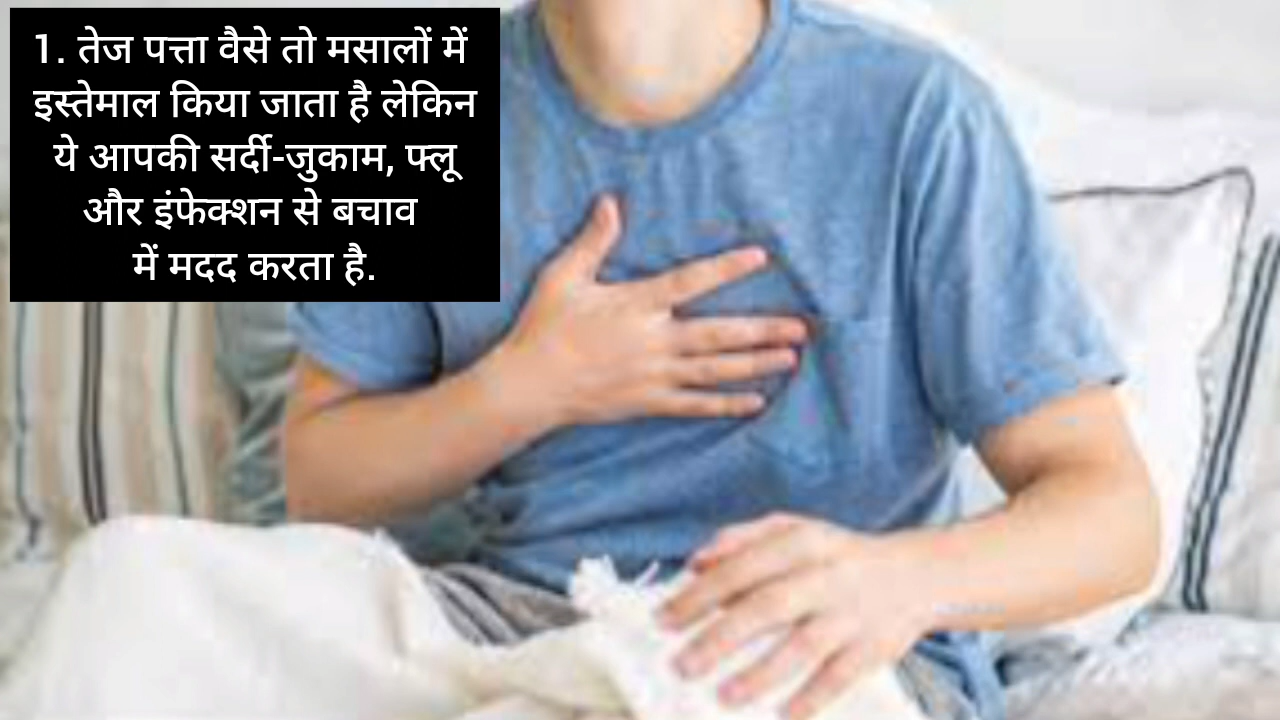 1. तेज पत्ता वैसे तो मसालों में
इस्तेमाल किया जाता है लेकिन
ये आपकी सर्दी-जुकाम, फ्लू
और इंफेक्शन से बचाव
में मदद करता है.